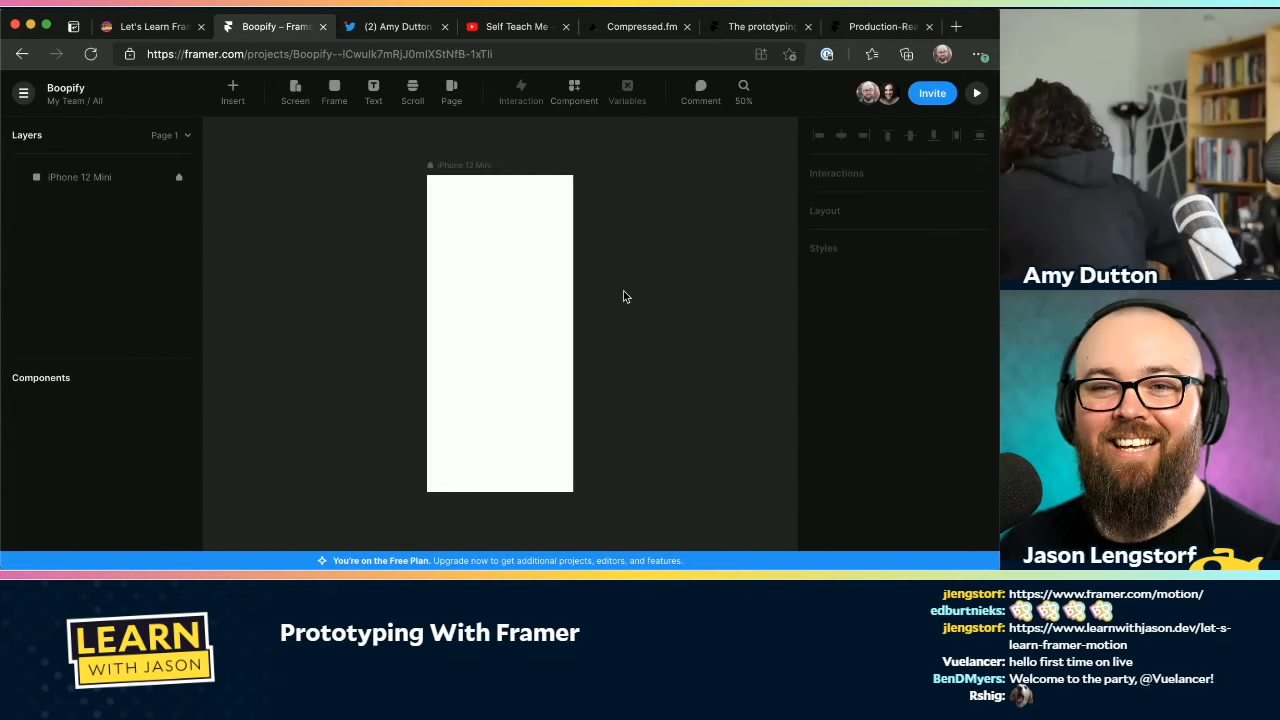 Let's Learn Fran
Boopify – Frame
(2) Amy Dutton
Self Teach Me –
Compressed.fm
The prototyping
Production-Rea
https://framer.com/projects/Boopify--lCwulk7mRjJ0mIXStNfB-1xTli
Boopify
My Team / All
Insert
Screen
Frame
Text
Scroll
Page
Interaction
Component
Variables
Comment
50%
Invite
Layers
Page 1
iPhone 12 Mini
Components
iPhone 12 Mini
Interactions
Layout
Styles
You're on the Free Plan. Upgrade now to get additional projects, editors, and features.
Amy Dutton
Jason Lengstorf
LEARN
WITH JASON
Prototyping With Framer
jlengstorf: https://www.framer.com/motion/
edburtnieks:
jlengstorf: https://www.learnwithjason.dev/let-s-
learn-framer-motion
Vuelancer: hello first time on live
BenDMyers: Welcome to the party, @Vuelancer!
Rshig: